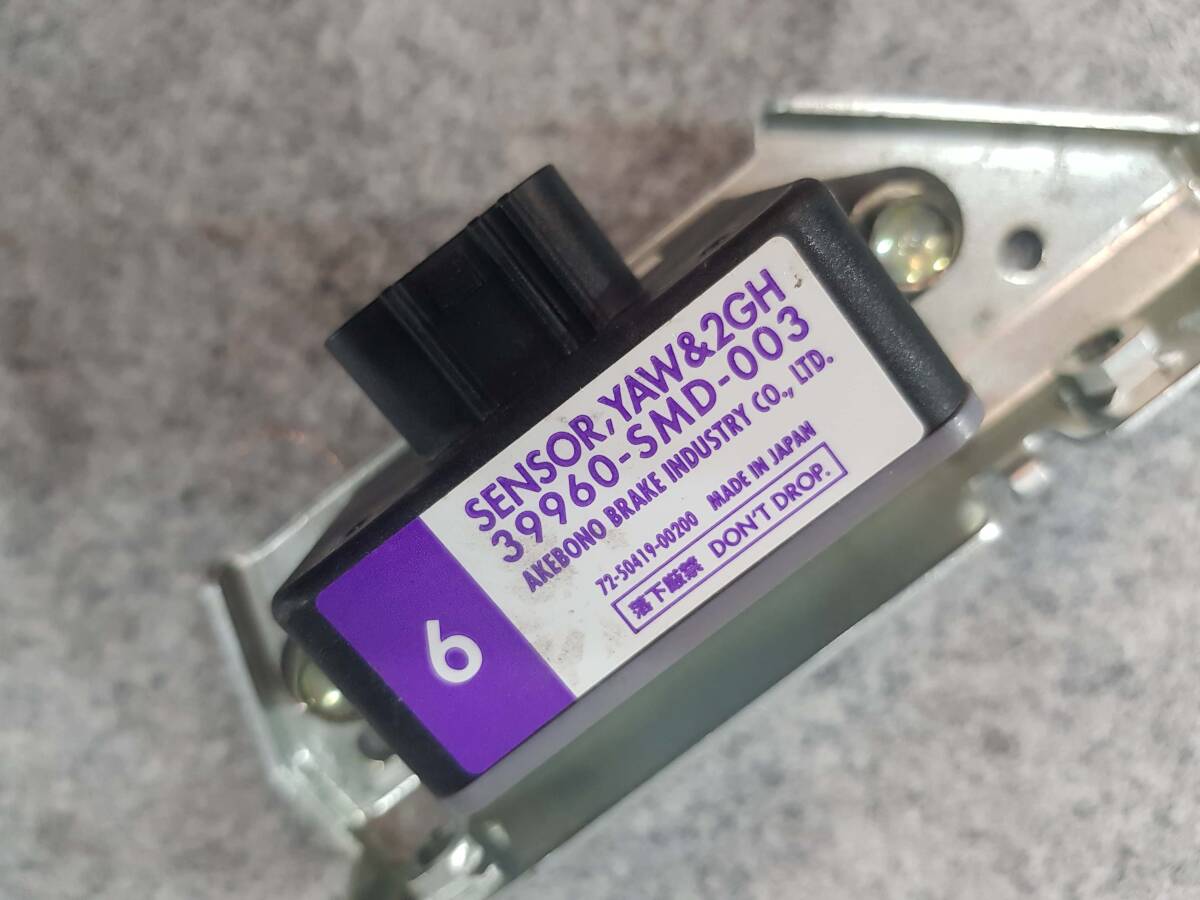 SENSOR, YAW&2GH
39960-SMD-003
AKEBONO BRAKE INDUSTRY CO., LTD.
72-50419-00200 MADE IN JAPAN
落下厳禁 DON'T DROP.
6